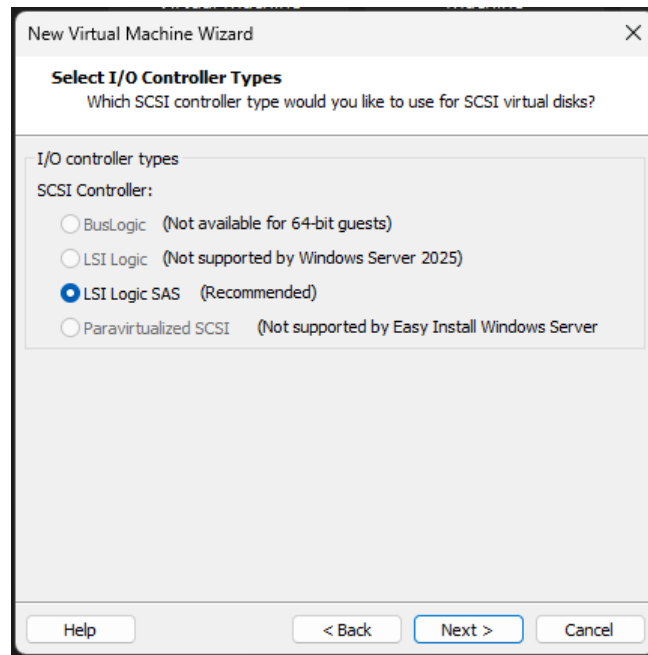 New Virtual Machine Wizard
Select I/O Controller Types
Which SCSI controller type would you like to use for SCSI virtual disks?
I/O controller types
SCSI Controller:
BusLogic (Not available for 64-bit guests)
LSI Logic (Not supported by Windows Server 2025)
LSI Logic SAS (Recommended)
Paravirtualized SCSI (Not supported by Easy Install Windows Server
Help < Back Next > Cancel